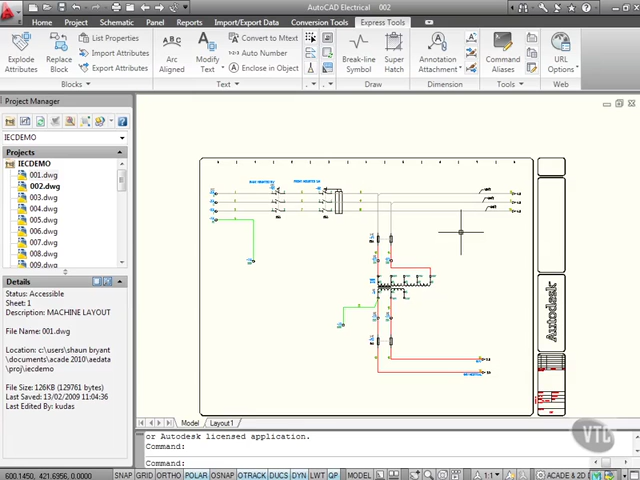 AutoCAD Electrical 002
Home Project Schematic Panel Reports Import/Export Data Conversion Tools Express Tools
Explode Attributes
Replace Block
List Properties
Import Attributes
Export Attributes
Blocks
Arc Aligned
Modify Text
Convert to Mtext
Auto Number
Enclose in Object
Text
Break-line Symbol
Super Hatch
Draw
Annotation Attachment
Dimension
Command Aliases
Tools
URL Options
Web
Project Manager
IECDEMO
Projects
IECDEMO
001.dwg
002.dwg
003.dwg
004.dwg
005.dwg
006.dwg
007.dwg
008.dwg
009.dwg
Details
Status: Accessible
Sheet: 1
Description: MACHINE LAYOUT
File Name: 001.dwg
Location: c:\users\shaun bryant
\documents\acade 2010\aedata
\proj\iecdemo
File Size: 126KB (129761 bytes)
Last Saved: 13/02/2009 11:04:36
Last Edited By: kudas
Autodesk
VTC
Model Layout1
or Autodesk licensed application.
Command:
Command:
600.1450, 421.6956, 0.0000 SNAP GRID ORTHO POLAR OSNAP OTRACK DUCS DYN LWT QP MODEL 1:1 ACADE & 2D